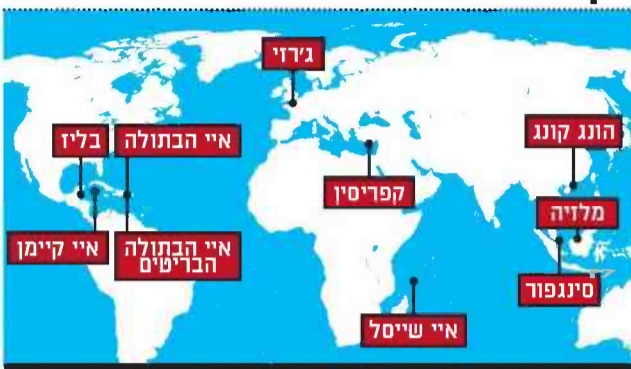 ג'רזי
הונג קונג
איי הבתולה
בליז
קפריסין
מלזיה
איי הבתולה
הבריטים
איי קיימן
סינגפור
איי שייסל